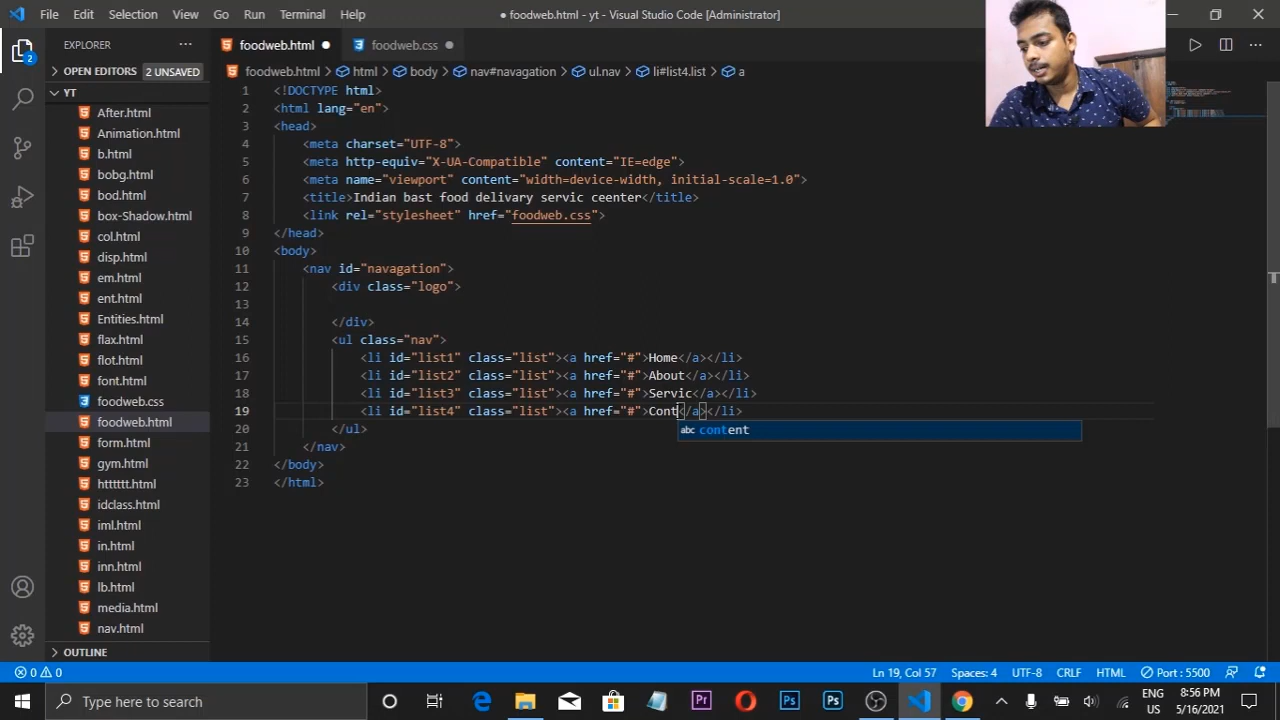 File Edit Selection View Go Run Terminal Help
● foodweb.html - yt - Visual Studio Code [Administrator]
EXPLORER
foodweb.html
foodweb.css
2
OPEN EDITORS 2 UNSAVED
foodweb.html > html > body > nav#navagation > ul.nav > li#list4.list > a
YT
After.html
Animation.html
b.html
bobg.html
bod.html
box-Shadow.html
col.html
disp.html
em.html
ent.html
Entities.html
flax.html
flot.html
font.html
foodweb.css
foodweb.html
form.html
gym.html
htttttt.html
idclass.html
iml.html
in.html
inn.html
lb.html
media.html
nav.html
OUTLINE
1 <!DOCTYPE html>
2 <html lang="en">
3 <head>
4 <meta charset="UTF-8">
5 <meta http-equiv="X-UA-Compatible" content="IE=edge">
6 <meta name="viewport" content="width=device-width, initial-scale=1.0">
7 <title>Indian bast food delivary servic ceenter</title>
8 <link rel="stylesheet" href="foodweb.css">
9 </head>
10 <body>
11 <nav id="navagation">
12 <div class="logo">
13
14 </div>
15 <ul class="nav">
16 <li id="list1" class="list"><a href="#">Home</a></li>
17 <li id="list2" class="list"><a href="#">About</a></li>
18 <li id="list3" class="list"><a href="#">Servic</a></li>
19 <li id="list4" class="list"><a href="#">Cont</a></li>
abc content
20 </ul>
21 </nav>
22 </body>
23 </html>
0 0 Ln 19, Col 57 Spaces: 4 UTF-8 CRLF HTML Port : 5500
Type here to search
Pr
Ps
Ps
ENG
US
8:56 PM
5/16/2021